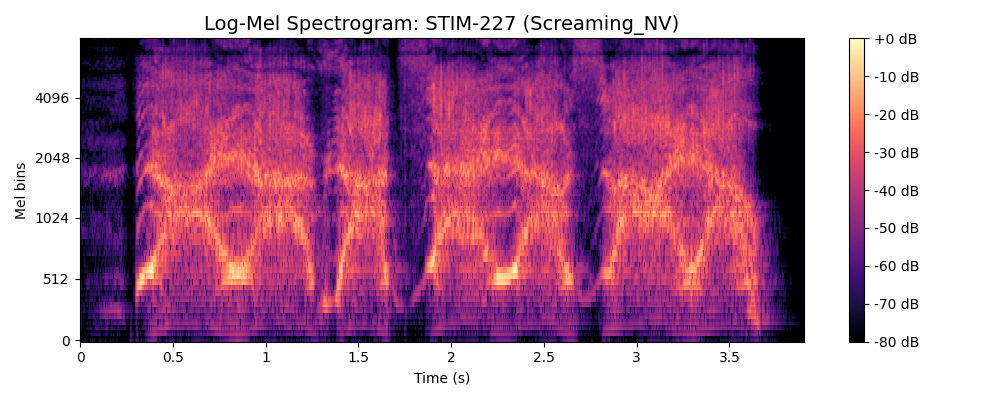 Log-Mel Spectrogram: STIM-227 (Screaming_NV)
+0 dB
-10 dB
-20 dB
-30 dB
-40 dB
-50 dB
-60 dB
-70 dB
-80 dB
4096
2048
1024
512
0
Mel bins
0
0.5
1
1.5
2
2.5
3
3.5
Time (s)